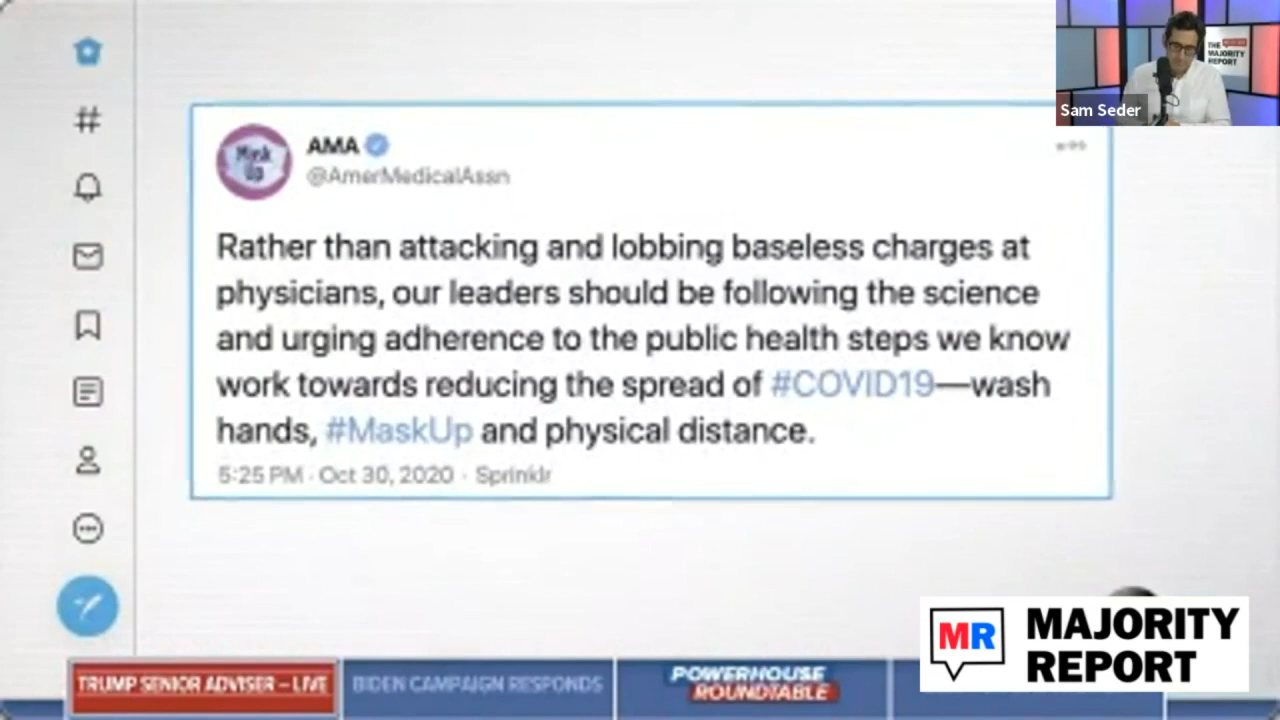 THE MAJORITY REPORT
Sam Seder
Mask Up
AMA
@AmerMedicalAssn
Rather than attacking and lobbing baseless charges at
physicians, our leaders should be following the science
and urging adherence to the public health steps we know
work towards reducing the spread of #COVID19—wash
hands, #MaskUp and physical distance.
5:25 PM · Oct 30, 2020 · Sprinklr
MR
MAJORITY
REPORT
TRUMP SENIOR ADVISER – LIVE
BIDEN CAMPAIGN RESPONDS
POWERHOUSE
ROUNDTABLE